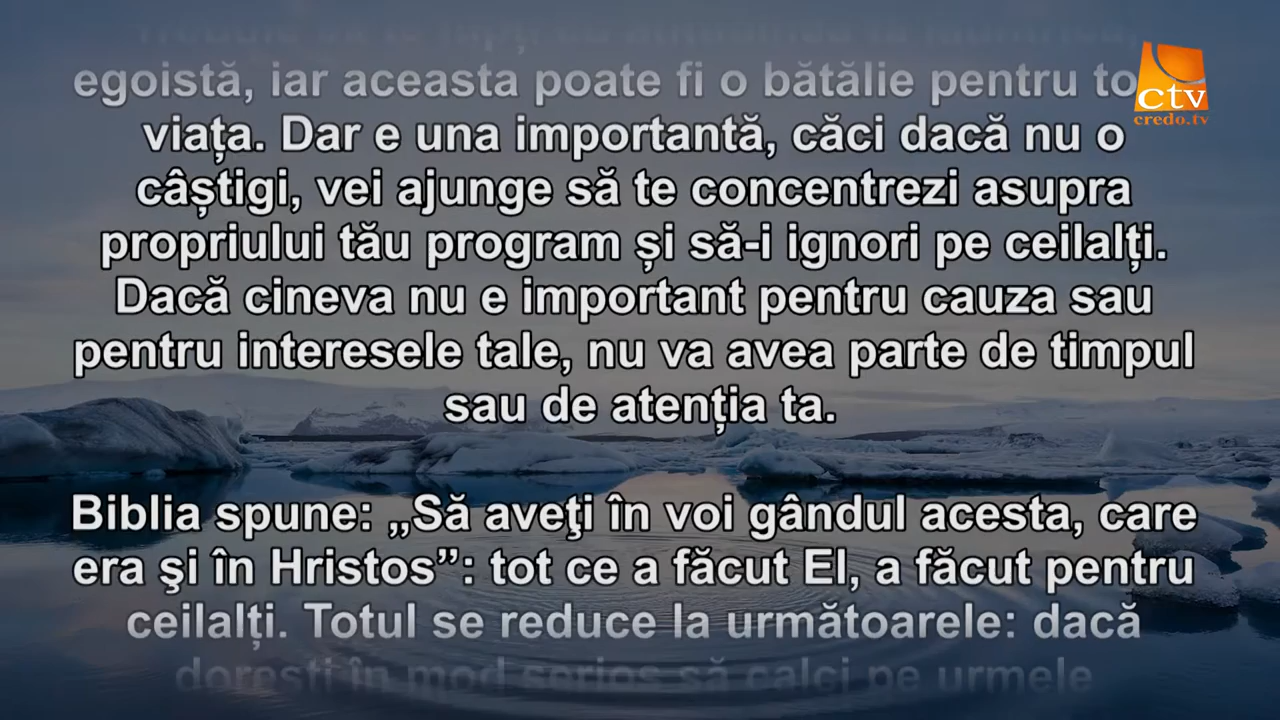 egoistă, iar aceasta poate fi o bătălie pentru
viața. Dar e una importantă, căci dacă nu o
câștigi, vei ajunge să te concentrezi asupra
propriului tău program și să-i ignori pe ceilalți.
Dacă cineva nu e important pentru cauza sau
pentru interesele tale, nu va avea parte de timpul
sau de atenția ta.
Biblia spune: „Să aveţi în voi gândul acesta, care
era şi în Hristos”: tot ce a făcut El, a făcut pentru
ceilalți. Totul se reduce la următoarele: dacă
dorești în mod serios să calci pe urmele
ctv
credo.tv